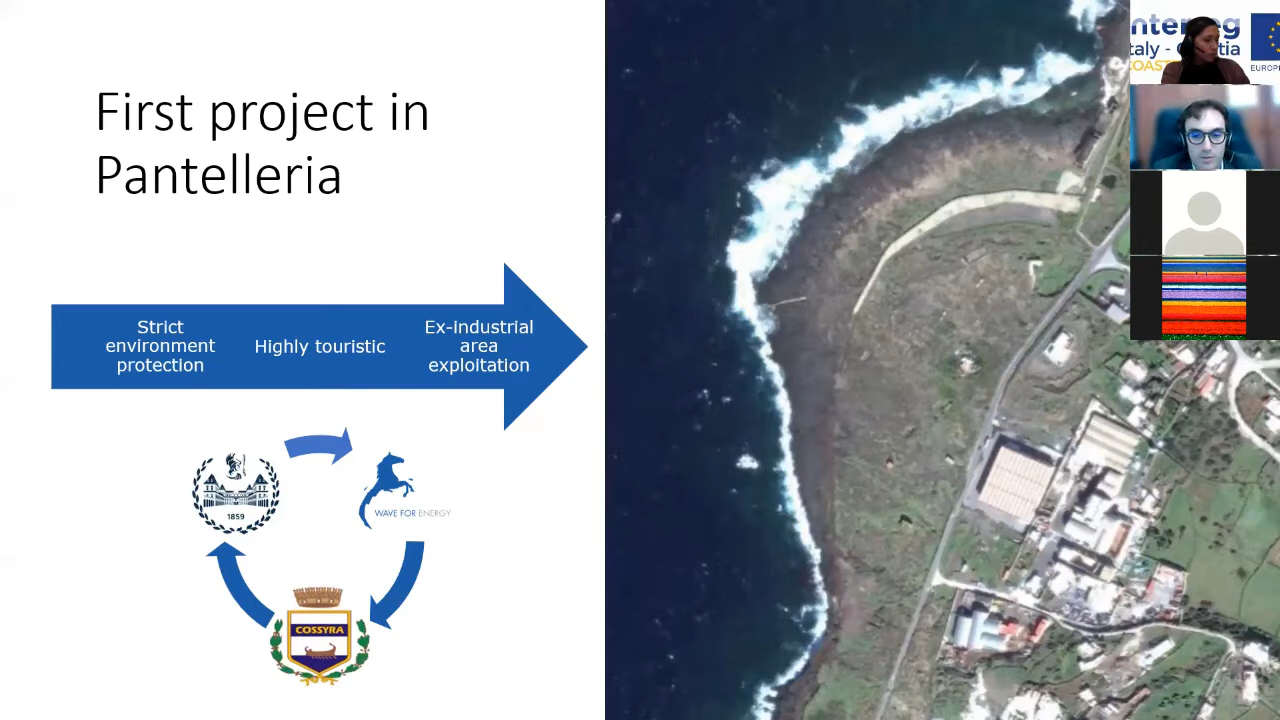 First project in
Pantelleria
Strict
environment
protection
Highly touristic
Ex-industrial
area
exploitation
1859
WAVE FOR ENERGY
COSSYRA